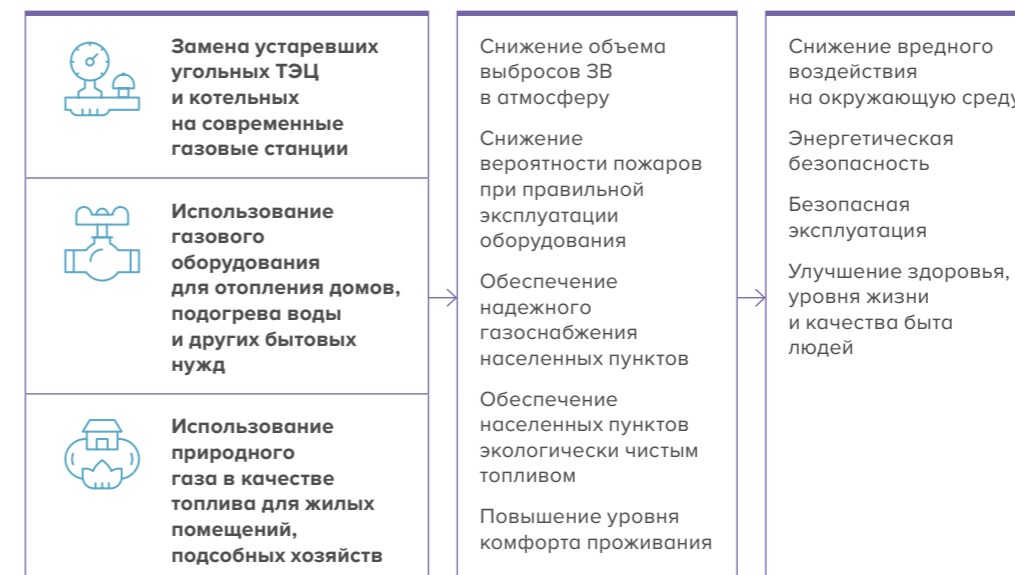 Замена устаревших
угольных ТЭЦ
и котельных
на современные
газовые станции
Использование
газового
оборудования
для отопления домов,
подогрева воды
и других бытовых
нужд
Использование
природного
газа в качестве
топлива для жилых
помещений,
подсобных хозяйств
Снижение объема
выбросов ЗВ
в атмосферу
Снижение
вероятности пожаров
при правильной
эксплуатации
оборудования
Обеспечение
надежного
газоснабжения
населенных пунктов
Обеспечение
населенных пунктов
экологически чистым
топливом
Повышение уровня
комфорта проживания
Снижение вредного
воздействия
на окружающую среду
Энергетическая
безопасность
Безопасная
эксплуатация
Улучшение здоровья,
уровня жизни
и качества быта
людей